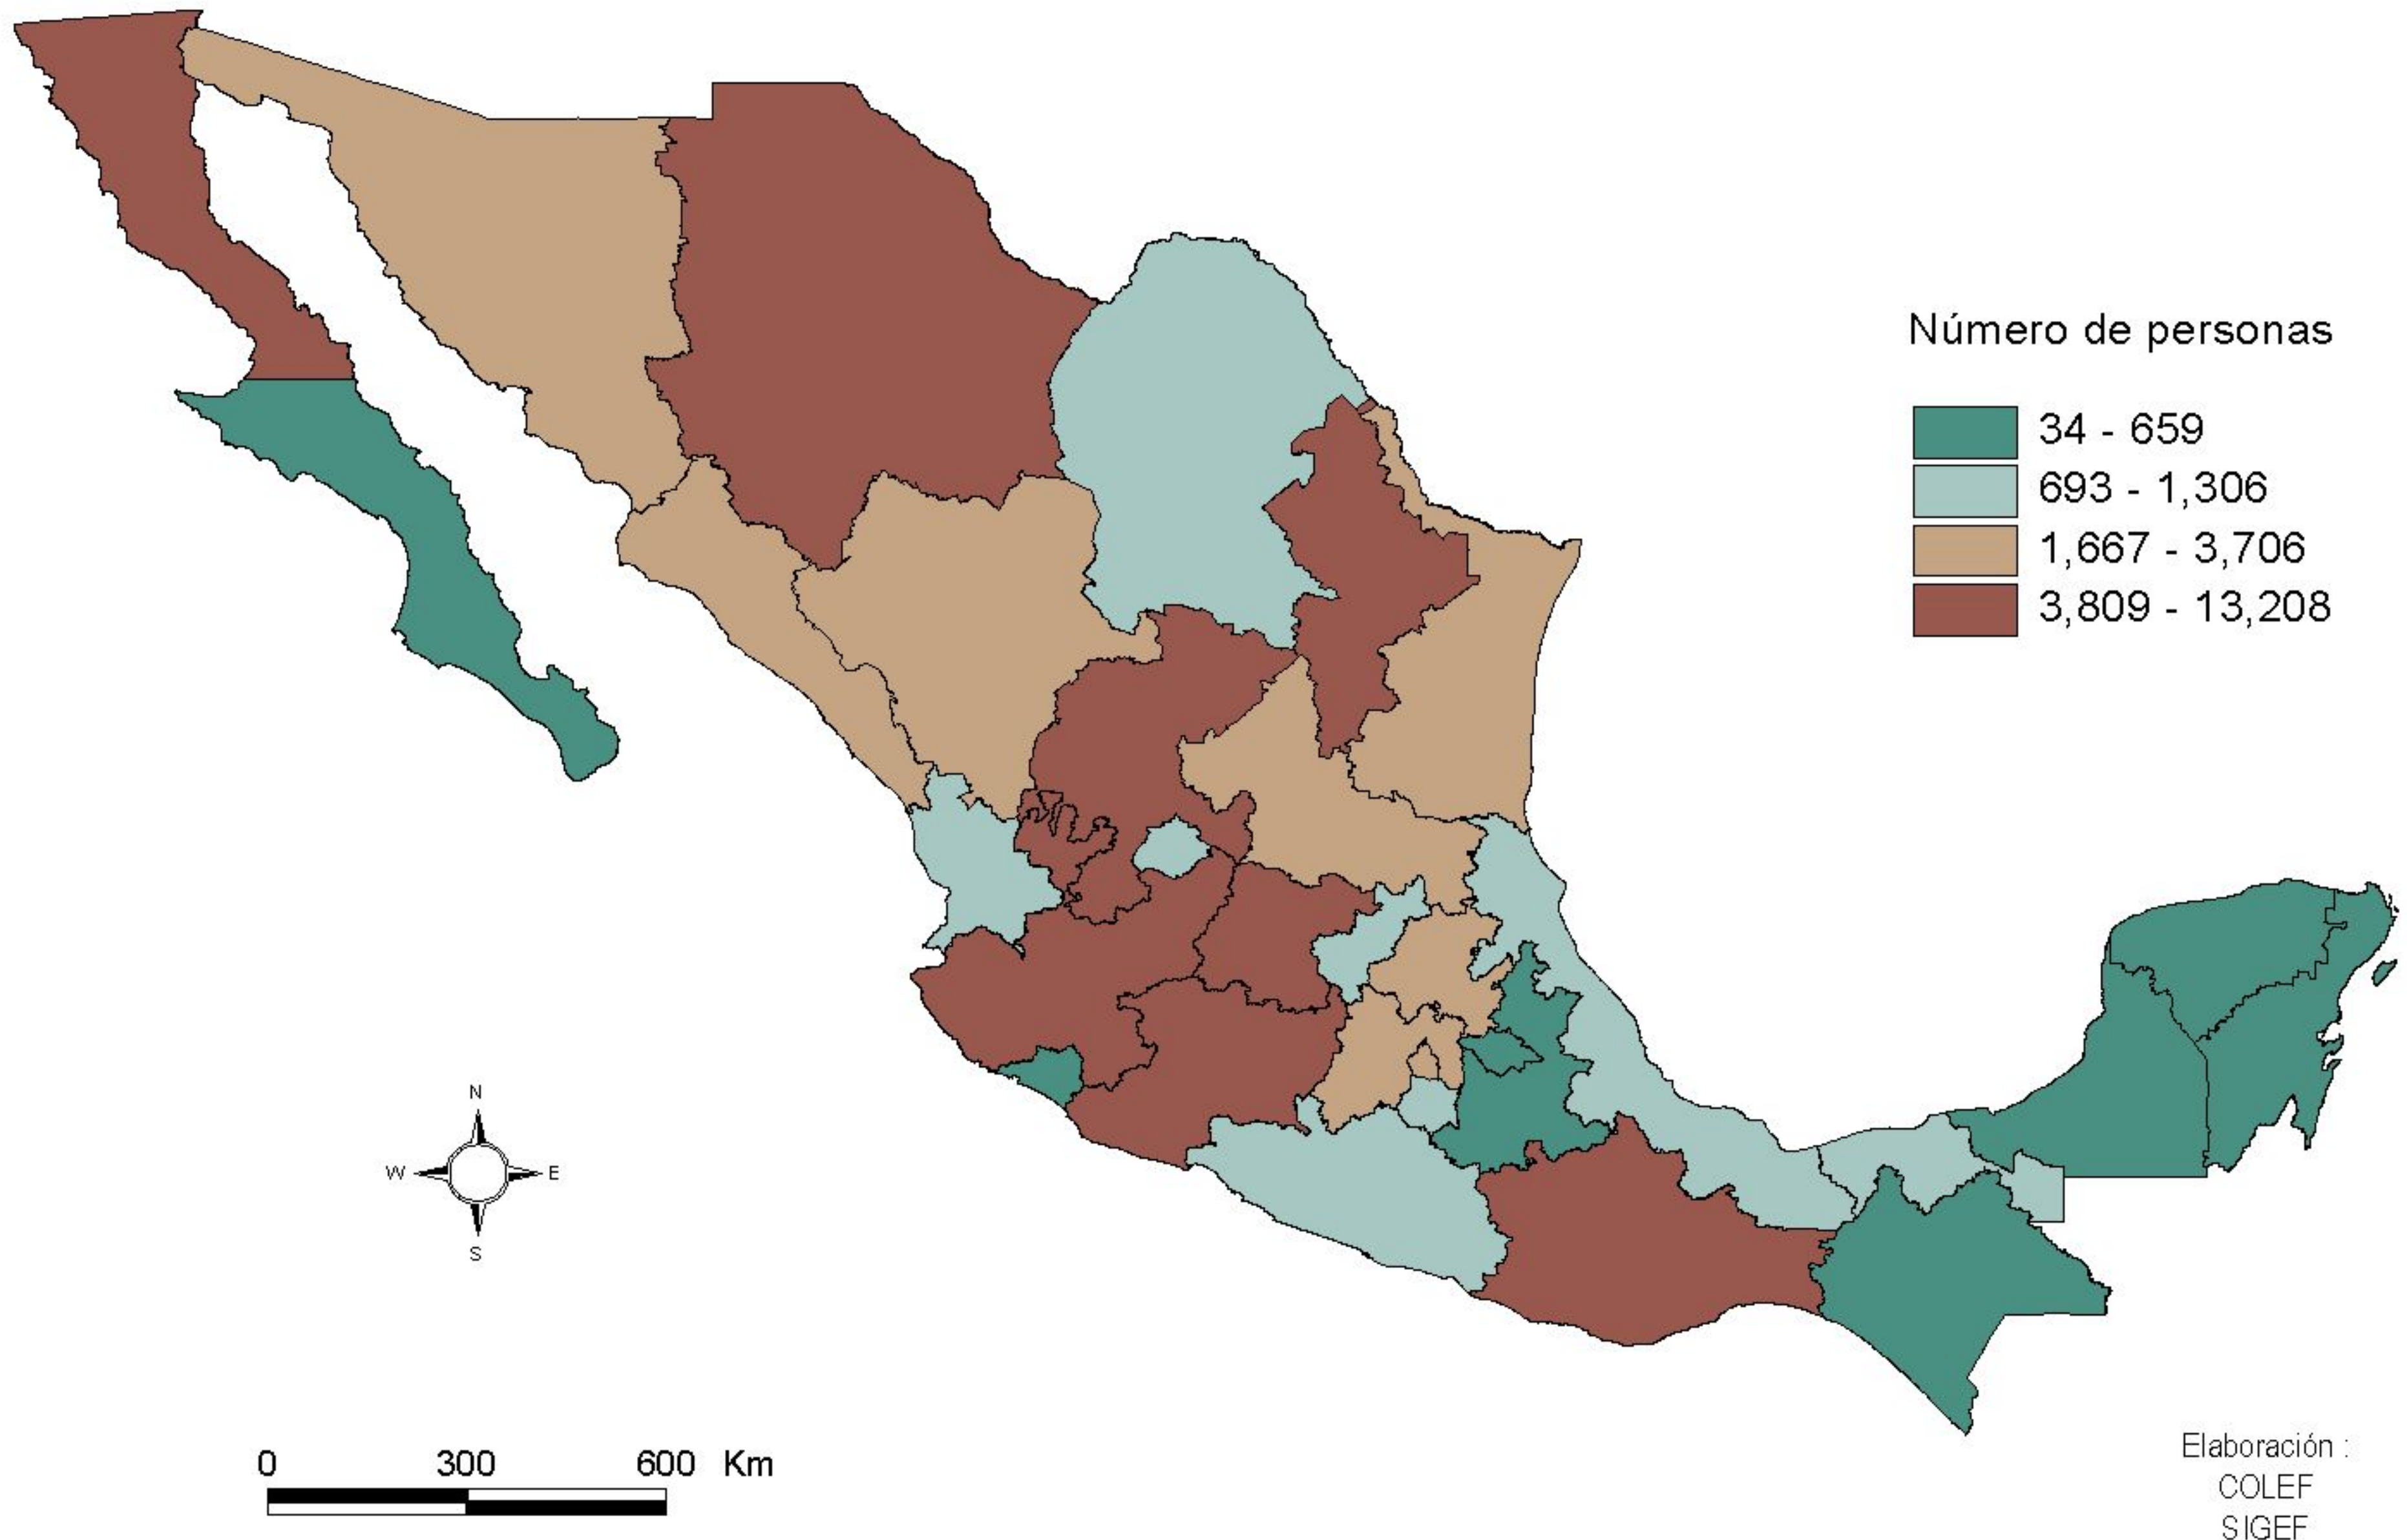 Número de personas
34 - 659
693 - 1,306
1,667 - 3,706
3,809 - 13,208
N
W E
S
0 300 600 Km
Elaboración :
COLEF
SIGEF